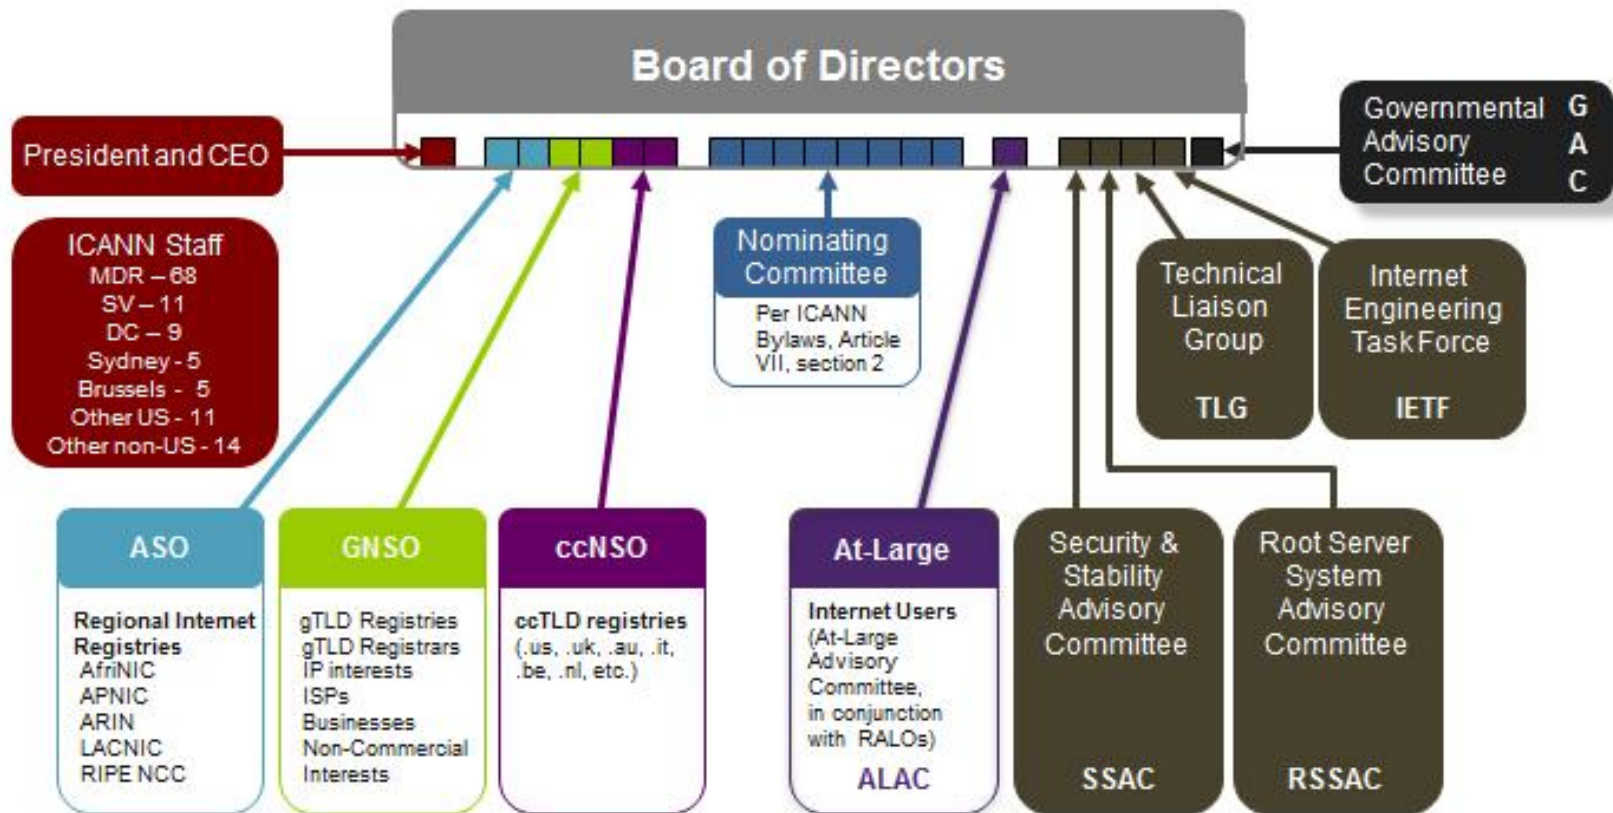 Board of Directors
President and CEO
Governmental
Advisory
Committee
G
A
C
ICANN Staff
MDR – 68
SV – 11
DC – 9
Sydney - 5
Brussels - 5
Other US - 11
Other non-US - 14
Nominating
Committee
Per ICANN
Bylaws, Article
VII, section 2
Technical
Liaison
Group
TLG
Internet
Engineering
Task Force
IETF
ASO
Regional Internet
Registries
AfriNIC
APNIC
ARIN
LACNIC
RIPE NCC
GNSO
gTLD Registries
gTLD Registrars
IP interests
ISPs
Businesses
Non-Commercial
Interests
ccNSO
ccTLD registries
(.us, .uk, .au, .it,
.be, .nl, etc.)
At-Large
Internet Users
(At-Large
Advisory
Committee,
in conjunction
with RALOs)
ALAC
Security &
Stability
Advisory
Committee
SSAC
Root Server
System
Advisory
Committee
RSSAC